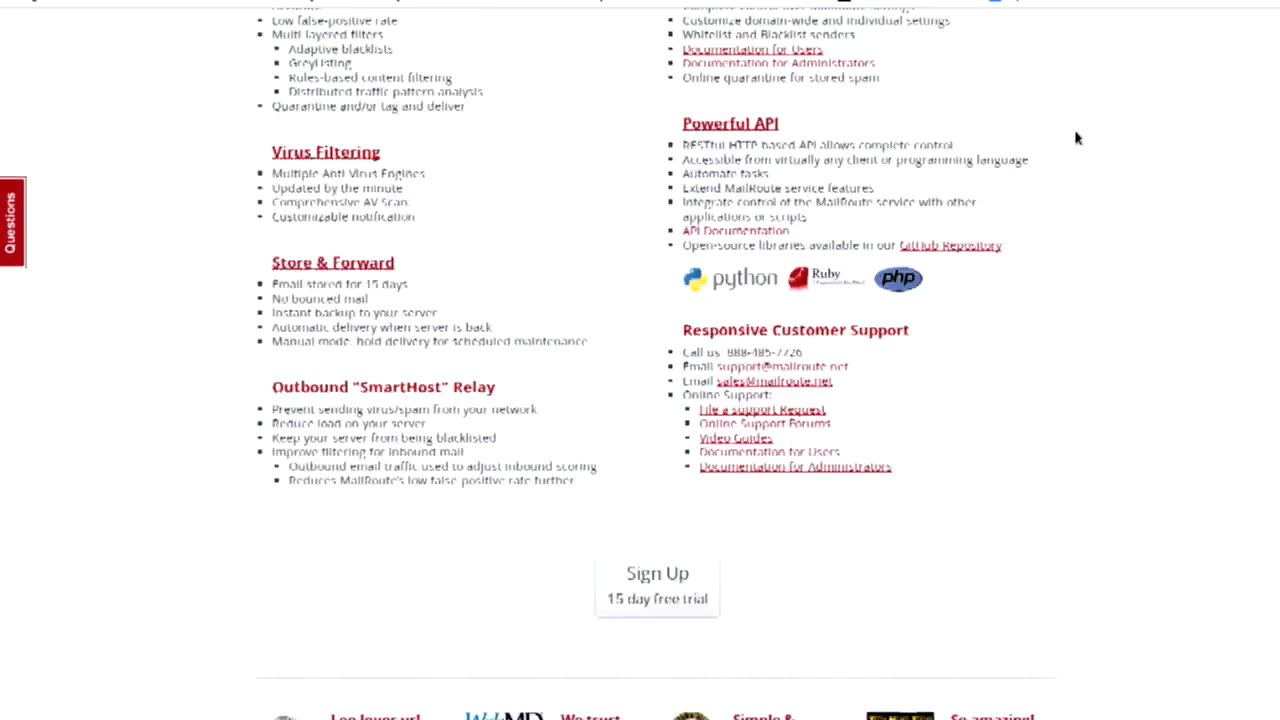 Low false-positive rate
Multi-layered filters
Adaptive blacklists
GreyListing
Rules-based content filtering
Distributed traffic pattern analysis
Quarantine and/or tag and deliver
Virus Filtering
Multiple Anti-Virus Engines
Updated by the minute
Comprehensive AV Scan
Customizable notification
Store & Forward
Email stored for 15 days
No bounced mail
Instant backup to your server
Automatic delivery when server is back
Manual mode: hold delivery for scheduled maintenance
Outbound "SmartHost" Relay
Prevent sending virus/spam from your network
Reduce load on your server
Keep your server from being blacklisted
Improve filtering for inbound mail
Outbound email traffic used to adjust inbound scoring
Reduces MailRoute's low false-positive rate further
Customize domain-wide and individual settings
Whitelist and Blacklist senders
Documentation for Users
Documentation for Administrators
Online quarantine for stored spam
Powerful API
RESTful HTTP-based API allows complete control
Accessible from virtually any client or programming language
Automate tasks
Extend MailRoute service features
Integrate control of the MailRoute service with other
applications or scripts
API Documentation
Open-source libraries available in our GitHub Repository
python Ruby php
Responsive Customer Support
Call us: 888-485-7726
Email support@mailroute.net
Email sales@mailroute.net
Online Support:
File a support Request
Online Support Forums
Video Guides
Documentation for Users
Documentation for Administrators
Questions
Sign Up
15 day free trial
WebMD We trust Simple & So amazing!